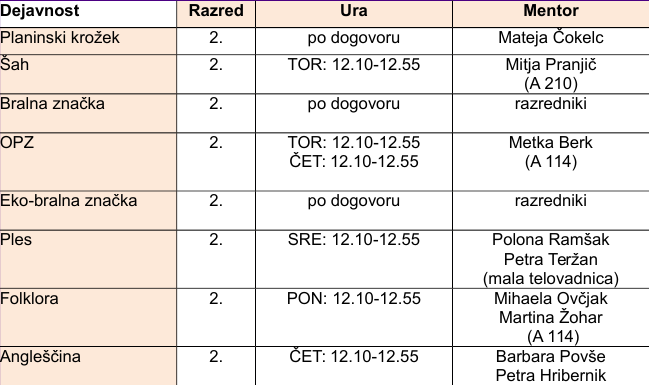 Dejavnost Razred Ura Mentor
Planinski krožek 2. po dogovoru Mateja Čokelc
Šah 2. TOR: 12.10-12.55 Mitja Pranjič
(A 210)
Bralna značka 2. po dogovoru razredniki
OPZ 2. TOR: 12.10-12.55 Metka Berk
ČET: 12.10-12.55 (A 114)
Eko-bralna značka 2. po dogovoru razredniki
Ples 2. SRE: 12.10-12.55 Polona Ramšak
Petra Teržan
(mala telovadnica)
Folklora 2. PON: 12.10-12.55 Mihaela Ovčjak
Martina Žohar
(A 114)
Angleščina 2. ČET: 12.10-12.55 Barbara Povše
Petra Hribernik